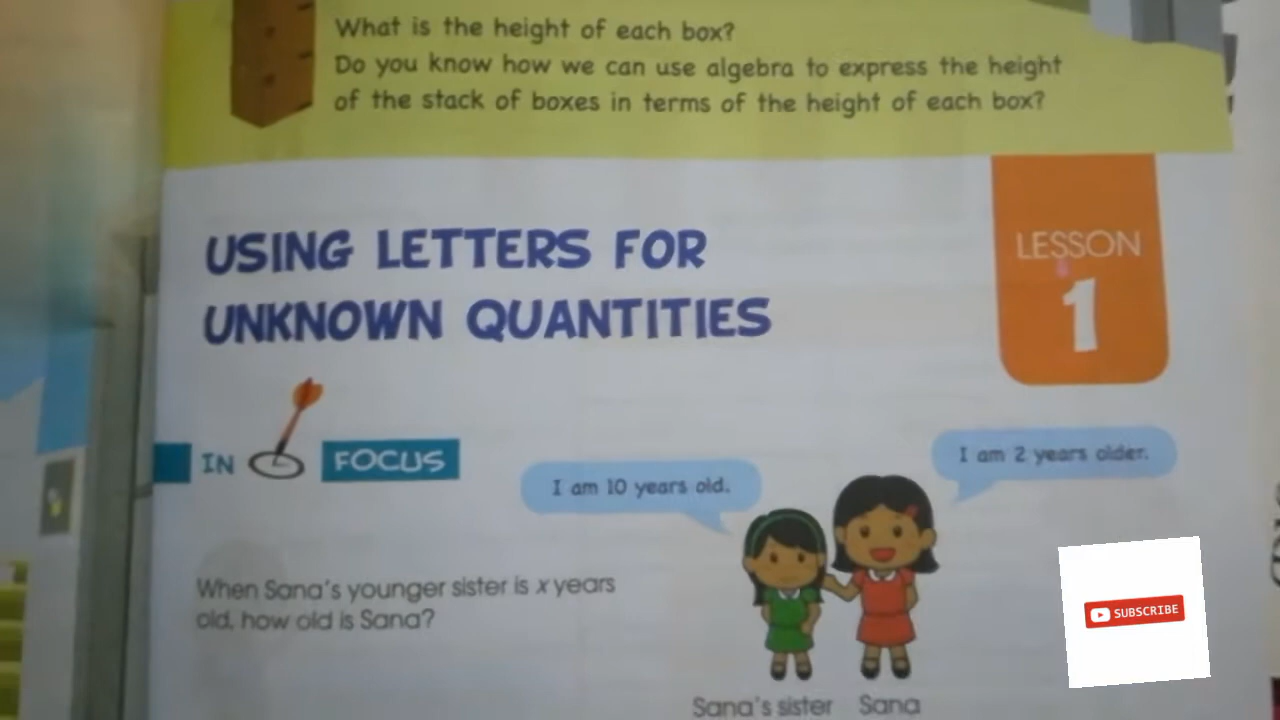 What is the height of each box?
Do you know how we can use algebra to express the height
of the stack of boxes in terms of the height of each box?
LESSON
1
USING LETTERS FOR
UNKNOWN QUANTITIES
IN FOCUS
I am 2 years older.
I am 10 years old.
When Sana's younger sister is x years
old, how old is Sana?
SUBSCRIBE
Sana's sister Sana